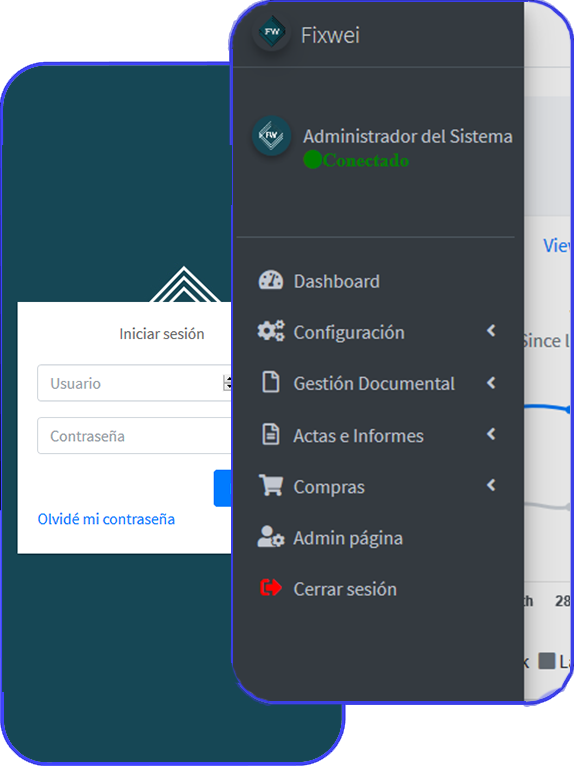 FW
Fixwei
FW
Administrador del Sistema
Conectado
View
Since l
Dashboard
Configuración
Gestión Documental
Actas e Informes
Compras
Admin página
Cerrar sesión
th 28
k La
Iniciar sesión
Usuario
Contraseña
Olvidé mi contraseña